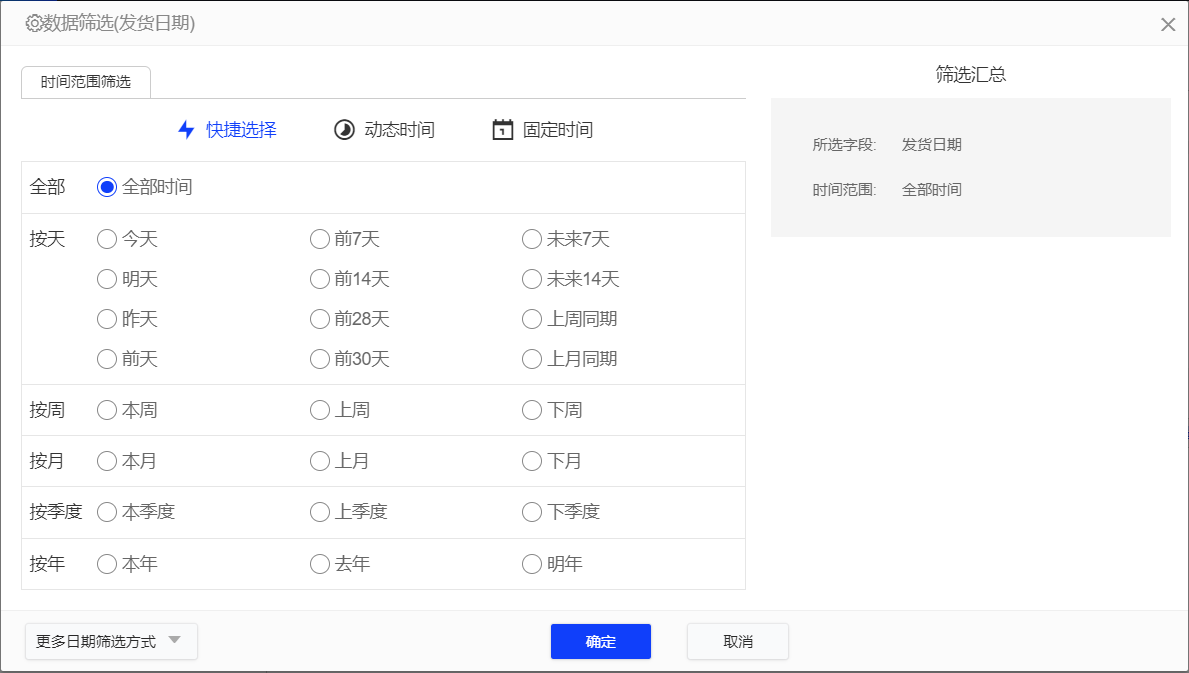 数据筛选(发货日期)
时间范围筛选
快捷选择 动态时间 固定时间
全部 全部时间
按天 今天 前7天 未来7天
明天 前14天 未来14天
昨天 前28天 上周同期
前天 前30天 上月同期
按周 本周 上周 下周
按月 本月 上月 下月
按季度 本季度 上季度 下季度
按年 本年 去年 明年
筛选汇总
所选字段: 发货日期
时间范围: 全部时间
更多日期筛选方式 确定 取消